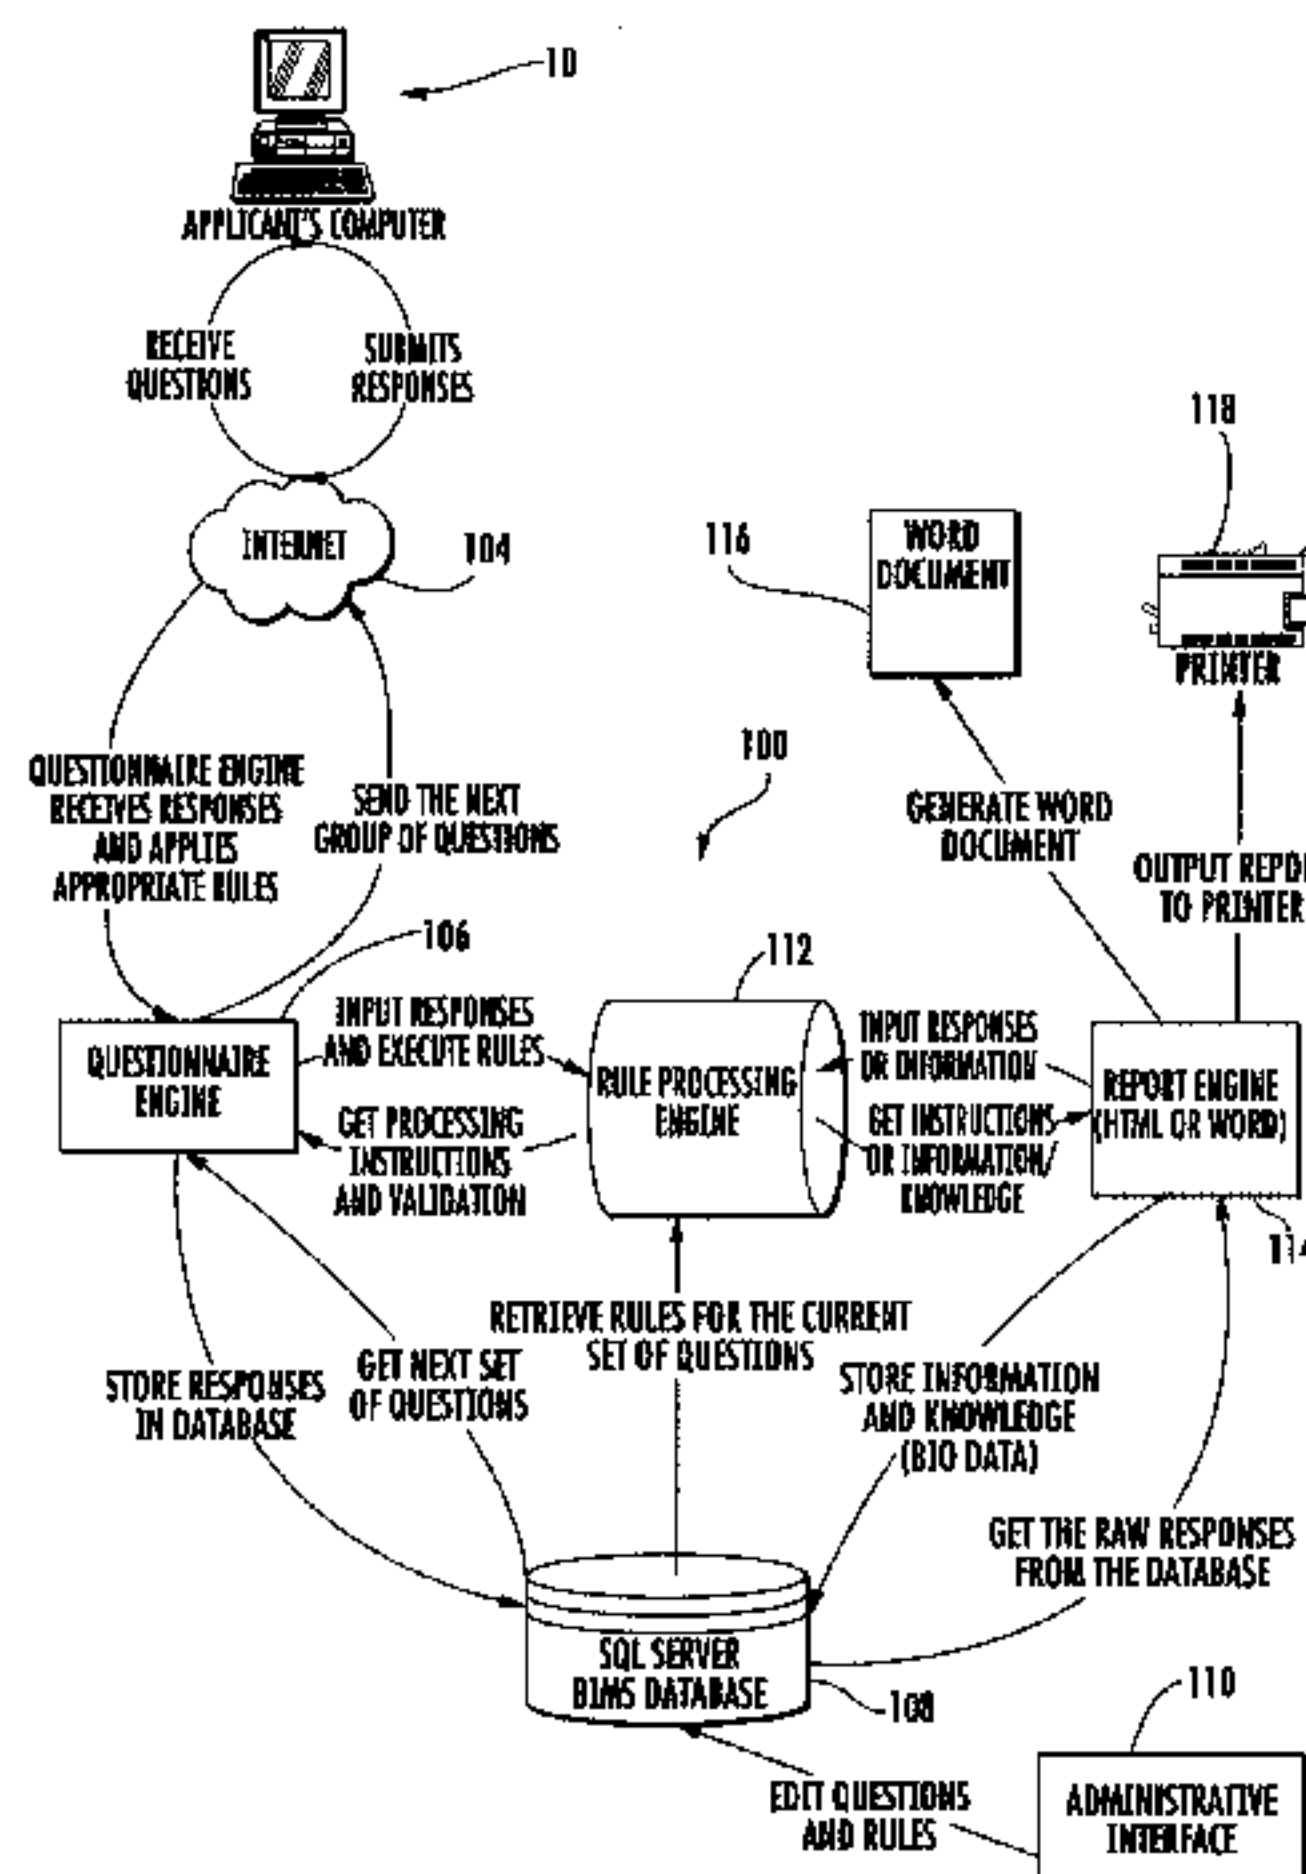 10
APPLICANT'S COMPUTER
RECEIVE
QUESTIONS
SUBMITS
RESPONSES
118
INTERNET
104
116
WORD
DOCUMENT
PRINTER
100
QUESTIONNAIRE ENGINE
RECEIVES RESPONSES
AND APPLIES
APPROPRIATE RULES
SEND THE NEXT
GROUP OF QUESTIONS
GENERATE WORD
DOCUMENT
OUTPUT
TO PRINTER
106
112
INPUT RESPONSES
AND EXECUTE RULES
INPUT RESPONSES
OR INFORMATION
QUESTIONNAIRE
ENGINE
RULE PROCESSING
ENGINE
REPORT ENGINE
(HTML OR WORD)
GET PROCESSING
INSTRUCTIONS
AND VALIDATION
GET INSTRUCTIONS
OR INFORMATION/
KNOWLEDGE
114
RETRIEVE RULES FOR THE CURRENT
SET OF QUESTIONS
STORE RESPONSES
IN DATABASE
GET NEXT SET
OF QUESTIONS
STORE INFORMATION
AND KNOWLEDGE
(BIO DATA)
GET THE RAW RESPONSES
FROM THE DATABASE
SQL SERVER
BIMS DATABASE
108
110
EDIT QUESTIONS
AND RULES
ADMINISTRATIVE
INTERFACE